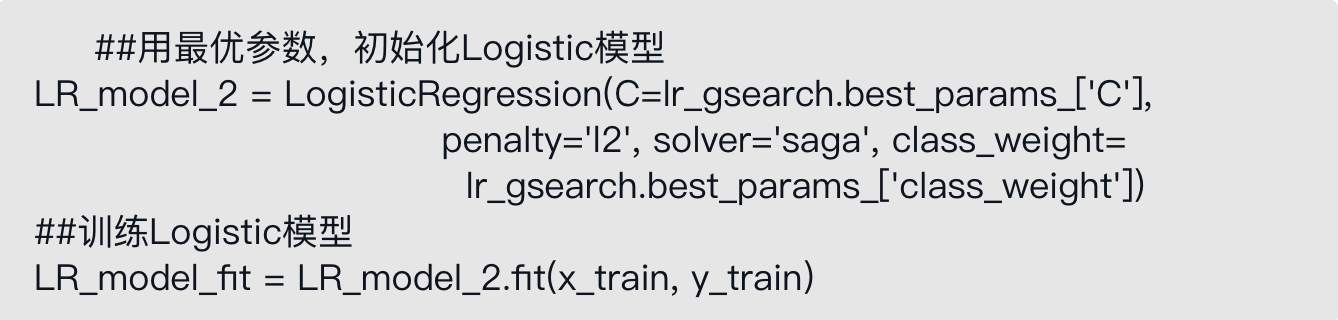 ##用最优参数，初始化Logistic模型
LR_model_2 = LogisticRegression(C=lr_gsearch.best_params_['C'],
penalty='l2', solver='saga', class_weight=
lr_gsearch.best_params_['class_weight'])
##训练Logistic模型
LR_model_fit = LR_model_2.fit(x_train, y_train)